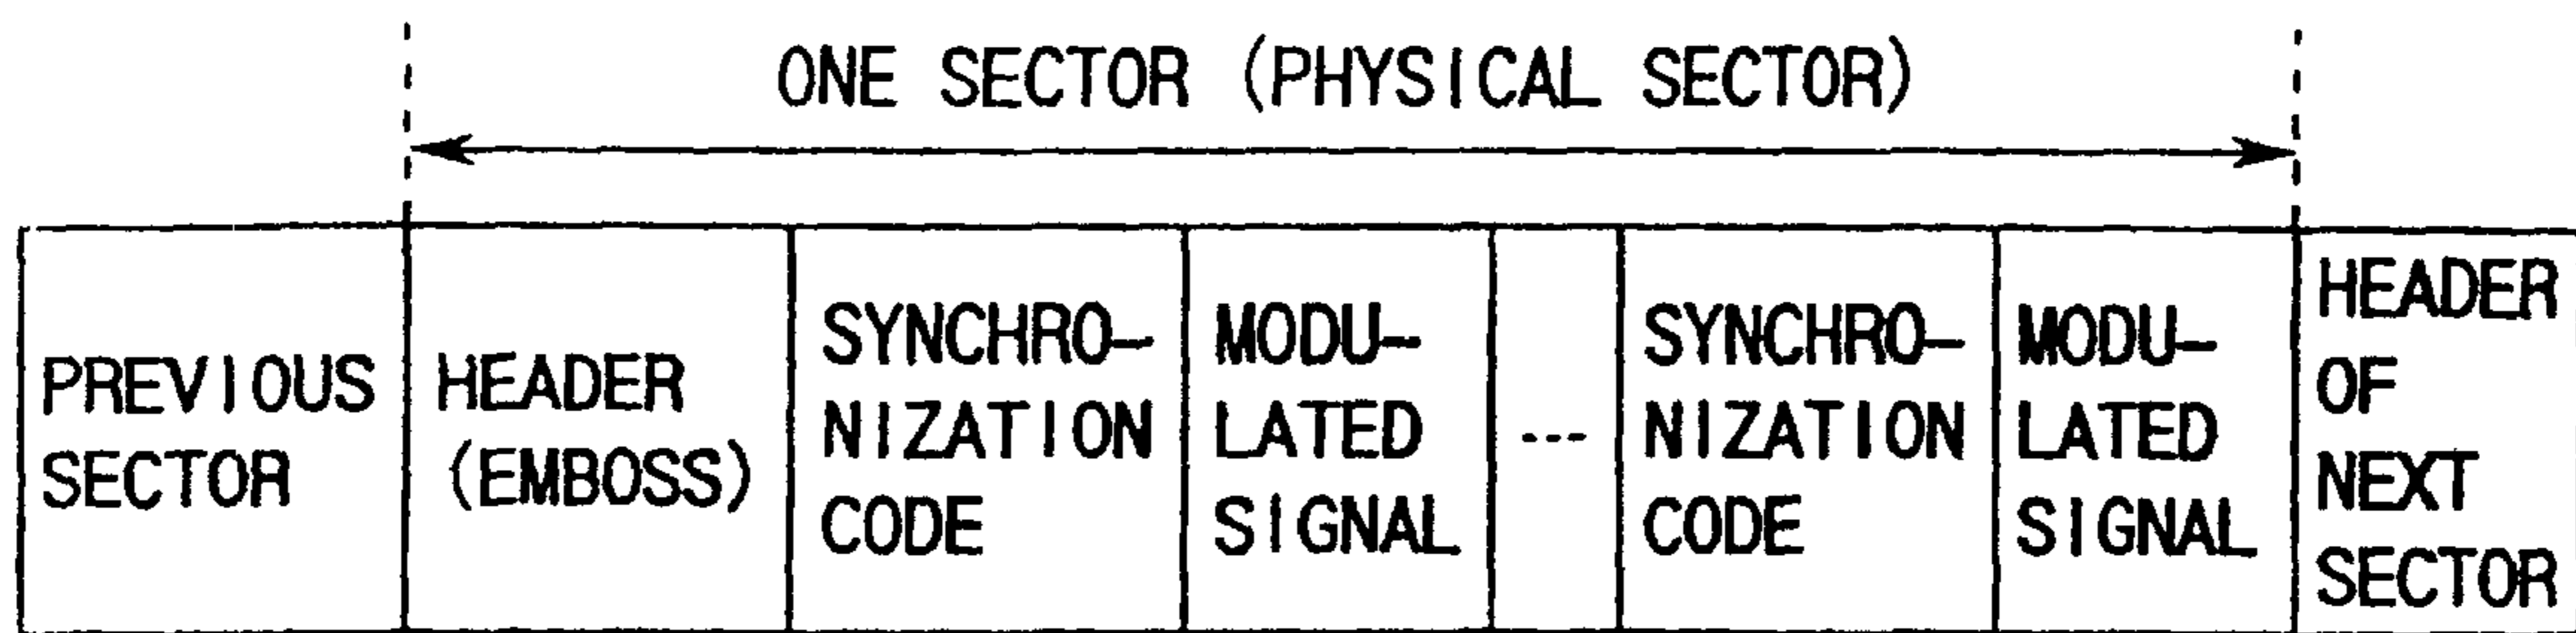 ONE SECTOR (PHYSICAL SECTOR)
PREVIOUS
SECTOR
HEADER
(EMBOSS)
SYNCHRO-
NIZATION
CODE
MODU-
LATED
SIGNAL
---
SYNCHRO-
NIZATION
CODE
MODU-
LATED
SIGNAL
HEADER
OF
NEXT
SECTOR